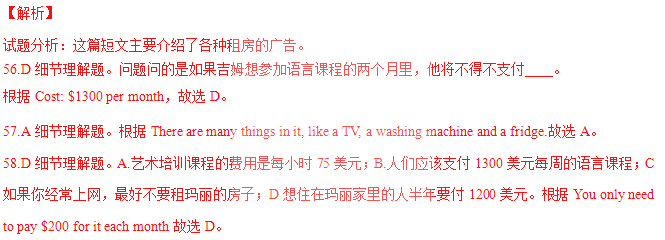 【解析】
试题分析：这篇短文主要介绍了各种租房的广告。
56.D 细节理解题。问题问的是如果吉姆想参加语言课程的两个月里，他将不得不支付____。
根据 Cost: $1300 per month，故选 D。
57.A 细节理解题。根据 There are many things in it, like a TV, a washing machine and a fridge.故选 A。
58.D 细节理解题。A.艺术培训课程的费用是每小时 75 美元；B.人们应该支付 1300 美元每周的语言课程；C
如果你经常上网，最好不要租玛丽的房子；D 想住在玛丽家里的人半年要付 1200 美元。根据 You only need
to pay $200 for it each month 故选 D。